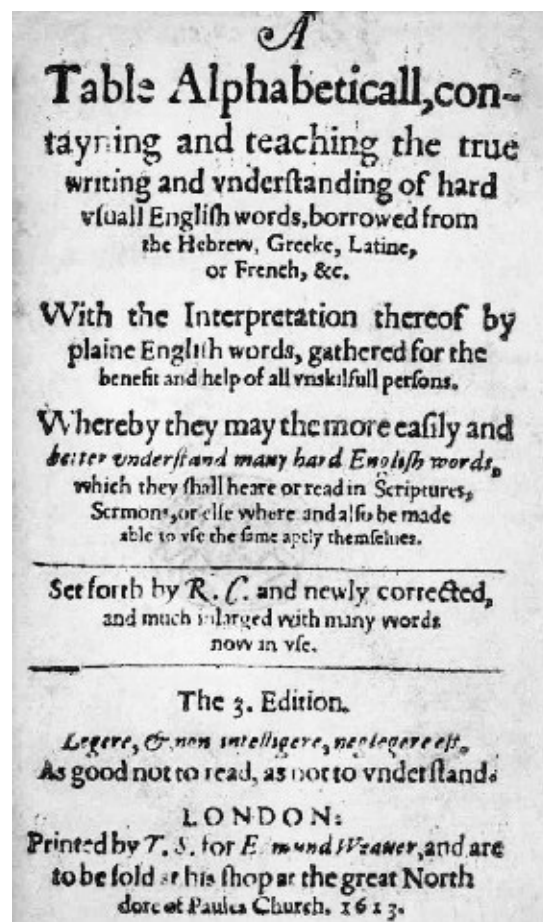 A
Table Alphabeticall, con-
tayning and teaching the true
writing and vnderſtanding of hard
vſuall Engliſh words, borrowed from
the Hebrew, Greeke, Latine,
or French, &c.
With the Interpretation thereof by
plaine Engliſh words, gathered for the
benefit and help of all vnskilfull perſons.
Whereby they may the more eaſily and
better vnderſtand many hard Engliſh words,
which they ſhall heare or read in Scriptures,
Sermons, or elſe where and alſo be made
able to vſe the ſame aptly themſelues.
Set forth by R. C. and newly corrected,
and much inlarged with many words
now in vſe.
The 3. Edition.
Legere, & non intelligere, neglegere eſt.
As good not to read, as not to vnderſtand.
LONDON:
Printed by T. S. for Edmund Weauer, and are
to be ſold at his ſhop at the great North
dore of Paules Church. 1613.